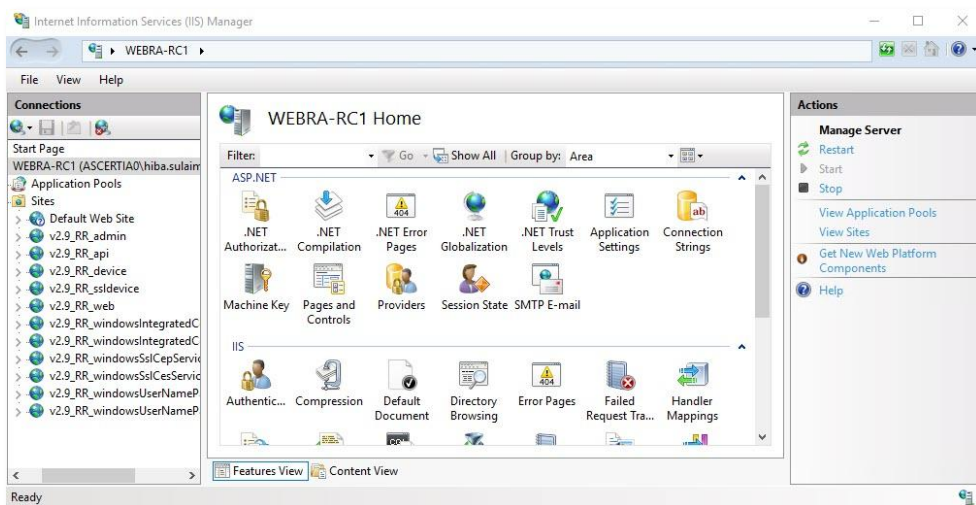 Internet Information Services (IIS) Manager
WEBRA-RC1
File View Help
Connections
Start Page
WEBRA-RC1 (ASCERTIA0\hiba.sulaim
Application Pools
Sites
Default Web Site
v2.9_RR_admin
v2.9_RR_api
v2.9_RR_device
v2.9_RR_ssldevice
v2.9_RR_web
v2.9_RR_windowsIntegratedC
v2.9_RR_windowsIntegratedC
v2.9_RR_windowsSslCepServic
v2.9_RR_windowsSslCesServic
v2.9_RR_windowsUserNameP
v2.9_RR_windowsUserNameP
WEBRA-RC1 Home
Filter: Go Show All Group by: Area
ASP.NET
.NET Authorizat...
.NET Compilation
.NET Error Pages
.NET Globalization
.NET Trust Levels
Application Settings
Connection Strings
Machine Key
Pages and Controls
Providers
Session State
SMTP E-mail
IIS
Authentic...
Compression
Default Document
Directory Browsing
Error Pages
Failed Request Tra...
Handler Mappings
Features View Content View
Actions
Manage Server
Restart
Start
Stop
View Application Pools
View Sites
Get New Web Platform
Components
Help
Ready